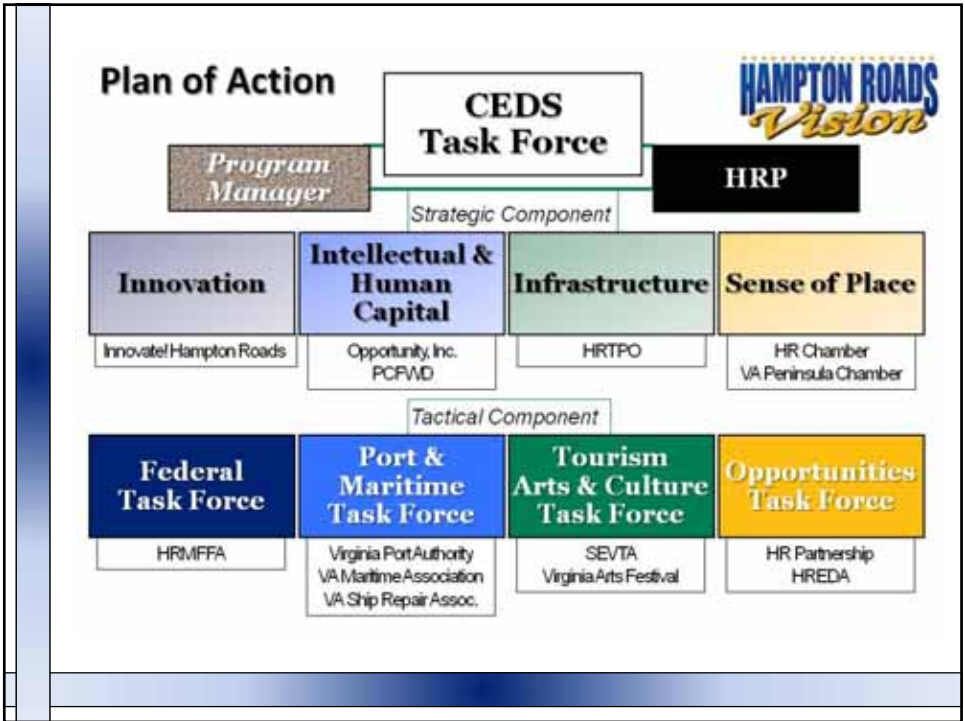 Plan of Action
HAMPTON ROADS
Vision
CEDS
Task Force
Program
Manager
HRP
Strategic Component
Innovation
Innovate! Hampton Roads
Intellectual &
Human
Capital
Opportunity, Inc.
PCFWD
Infrastructure
HRTPO
Sense of Place
HR Chamber
VA Peninsula Chamber
Tactical Component
Federal
Task Force
HRMFFA
Port &
Maritime
Task Force
Virginia Port Authority
VA Maritime Association
VA Ship Repair Assoc.
Tourism
Arts & Culture
Task Force
SEVTA
Virginia Arts Festival
Opportunities
Task Force
HR Partnership
HREDA